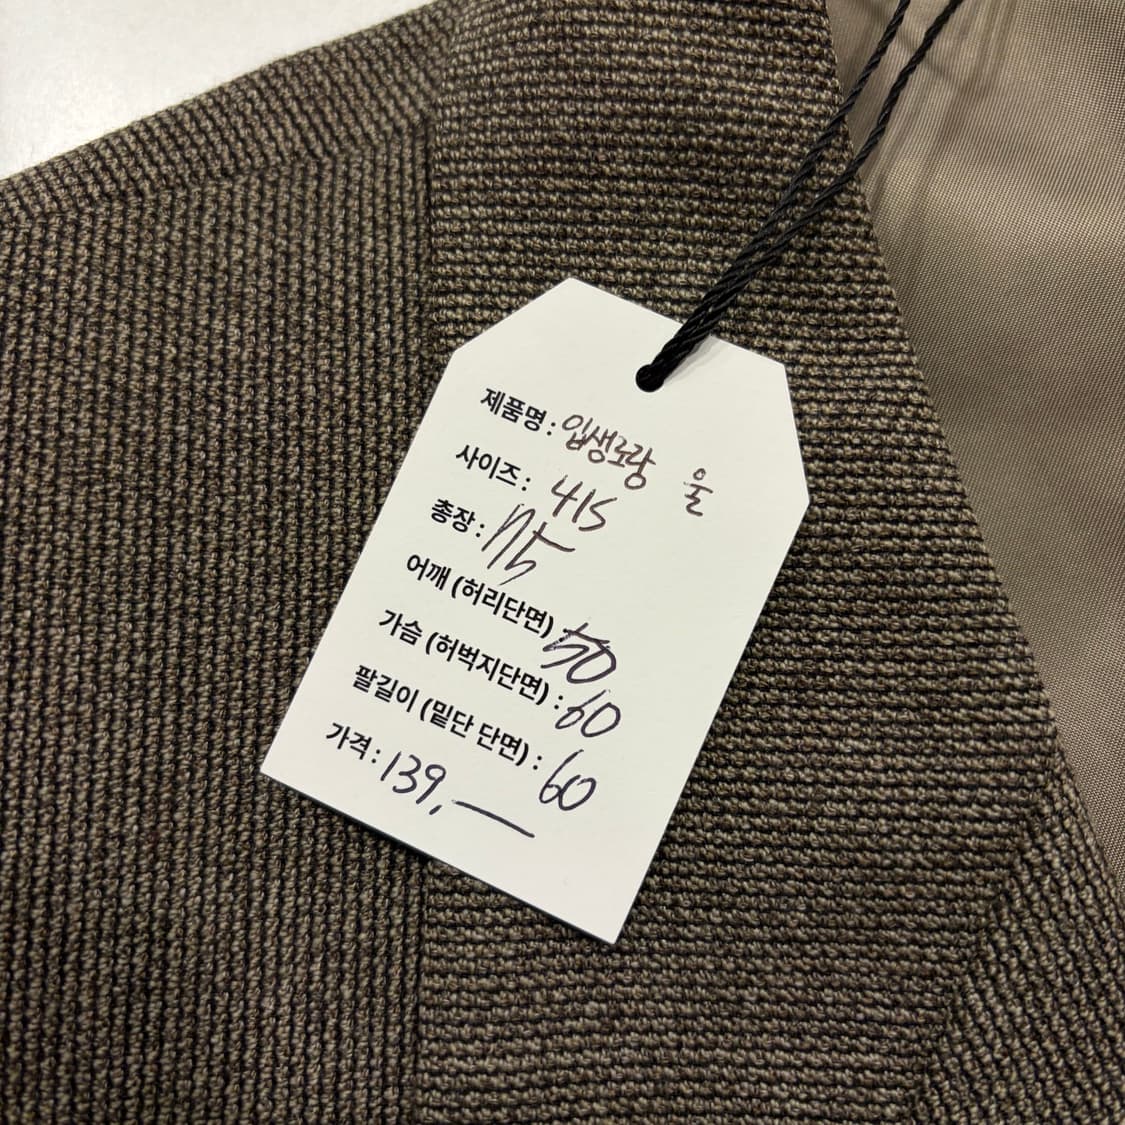 제품명 : 입생로랑 울
사이즈 : 41S
총장 : 75
어깨 (허리단면) 50
가슴 (허벅지단면) : 60
팔길이 (밑단 단면) : 60
가격 : 139,—